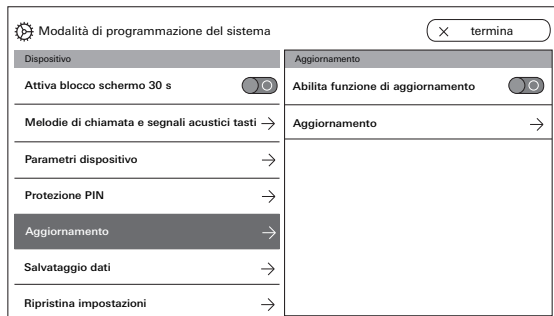 Modalità di programmazione del sistema
× termina
Dispositivo
Attiva blocco schermo 30 s
Melodie di chiamata e segnali acustici tasti →
Parametri dispositivo →
Protezione PIN →
Aggiornamento →
Salvataggio dati →
Ripristina impostazioni →
Aggiornamento
Abilita funzione di aggiornamento
Aggiornamento →